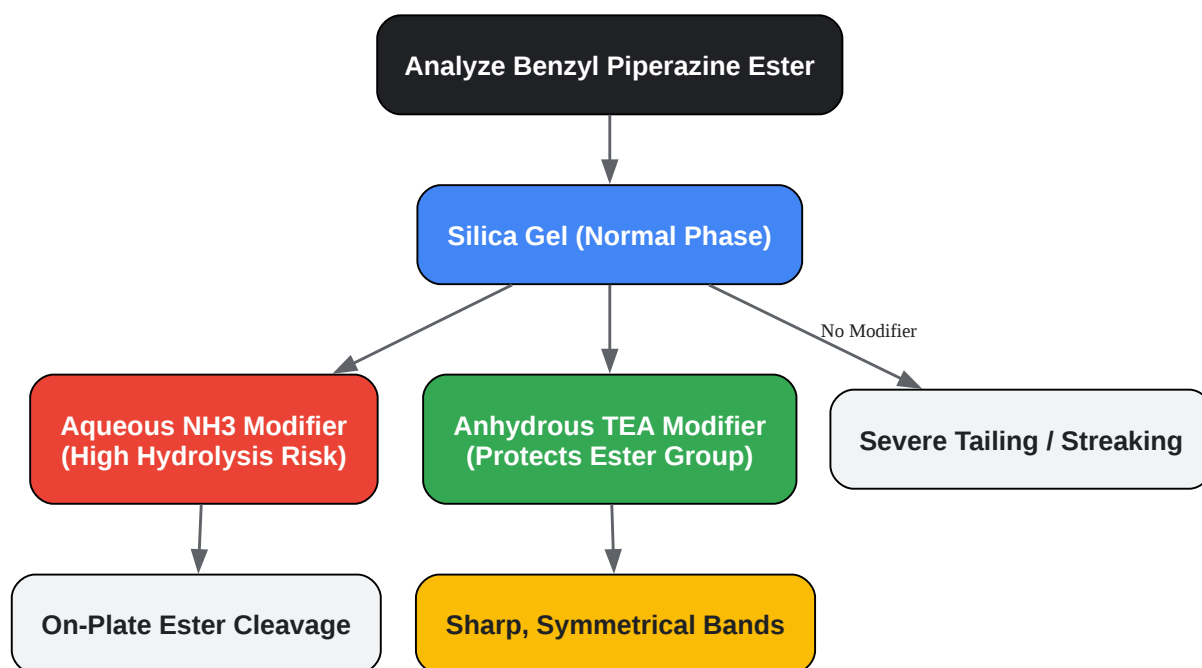 Analyze Benzyl Piperazine Ester
Silica Gel (Normal Phase)
No Modifier
Aqueous NH3 Modifier
(High Hydrolysis Risk)
Anhydrous TEA Modifier
(Protects Ester Group)
Severe Tailing / Streaking
On-Plate Ester Cleavage
Sharp, Symmetrical Bands